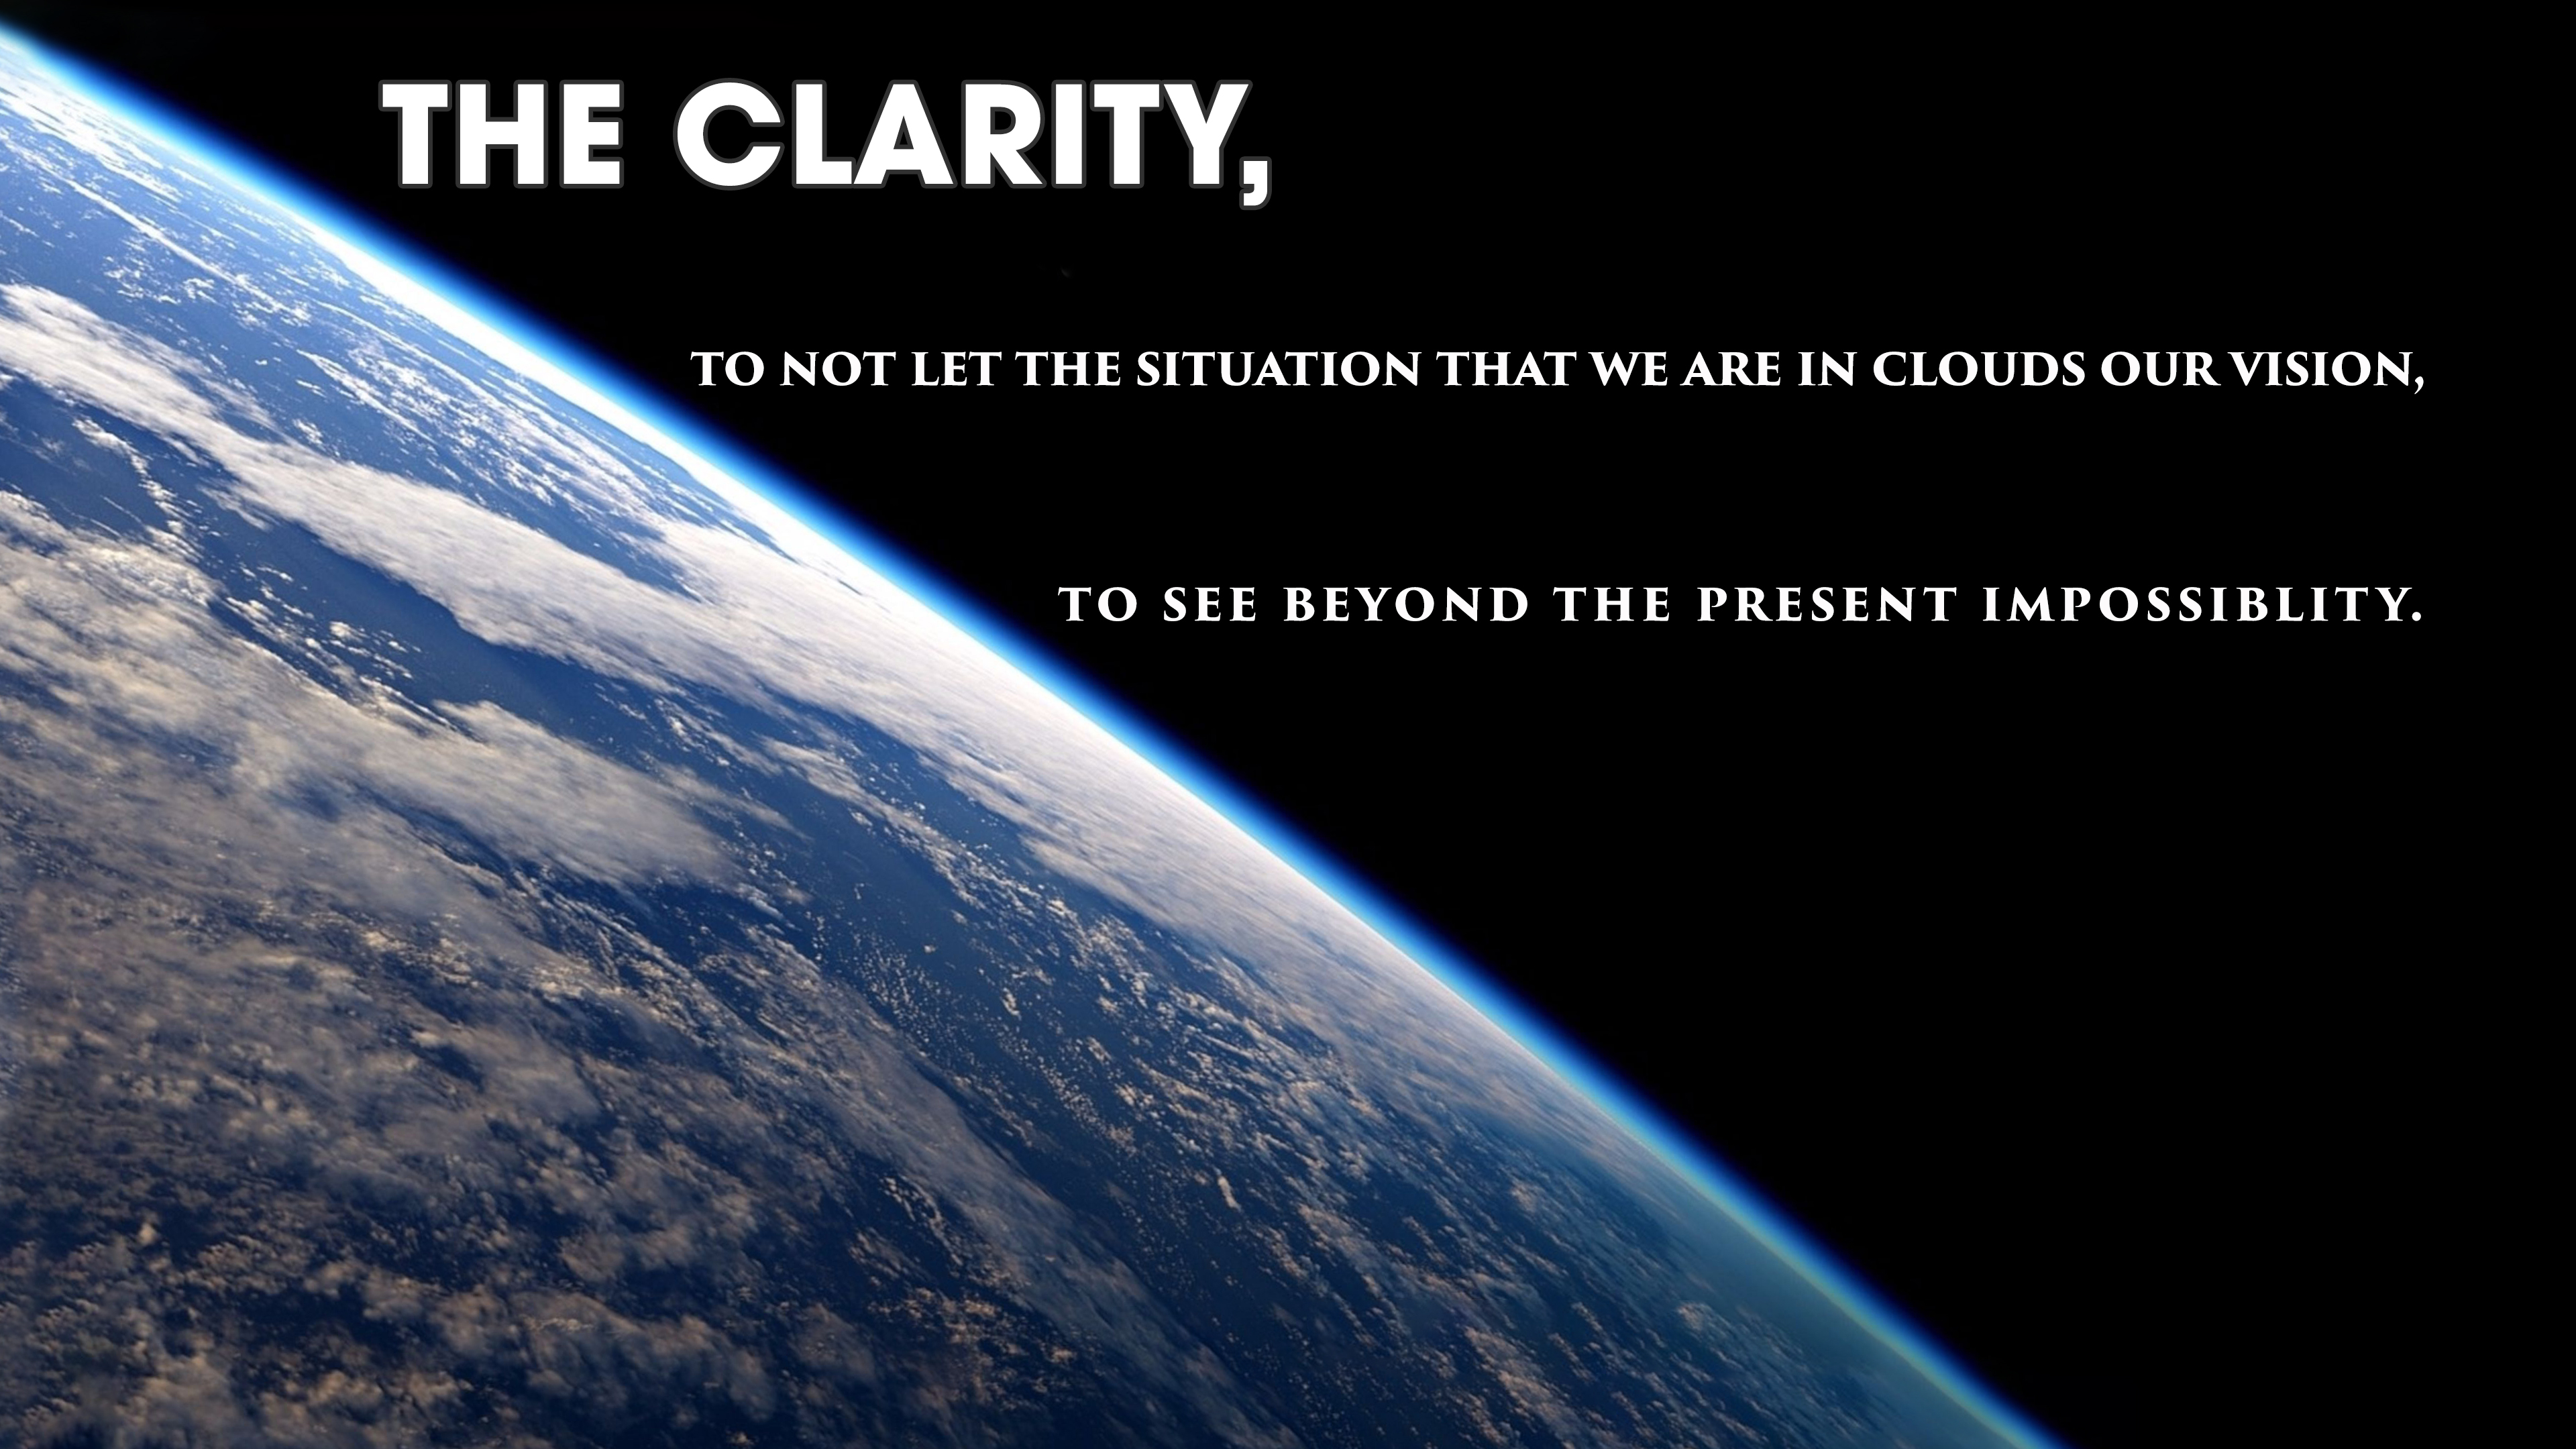 THE CLARITY,
TO NOT LET THE SITUATION THAT WE ARE IN CLOUDS OUR VISION,
TO SEE BEYOND THE PRESENT IMPOSSIBLITY.